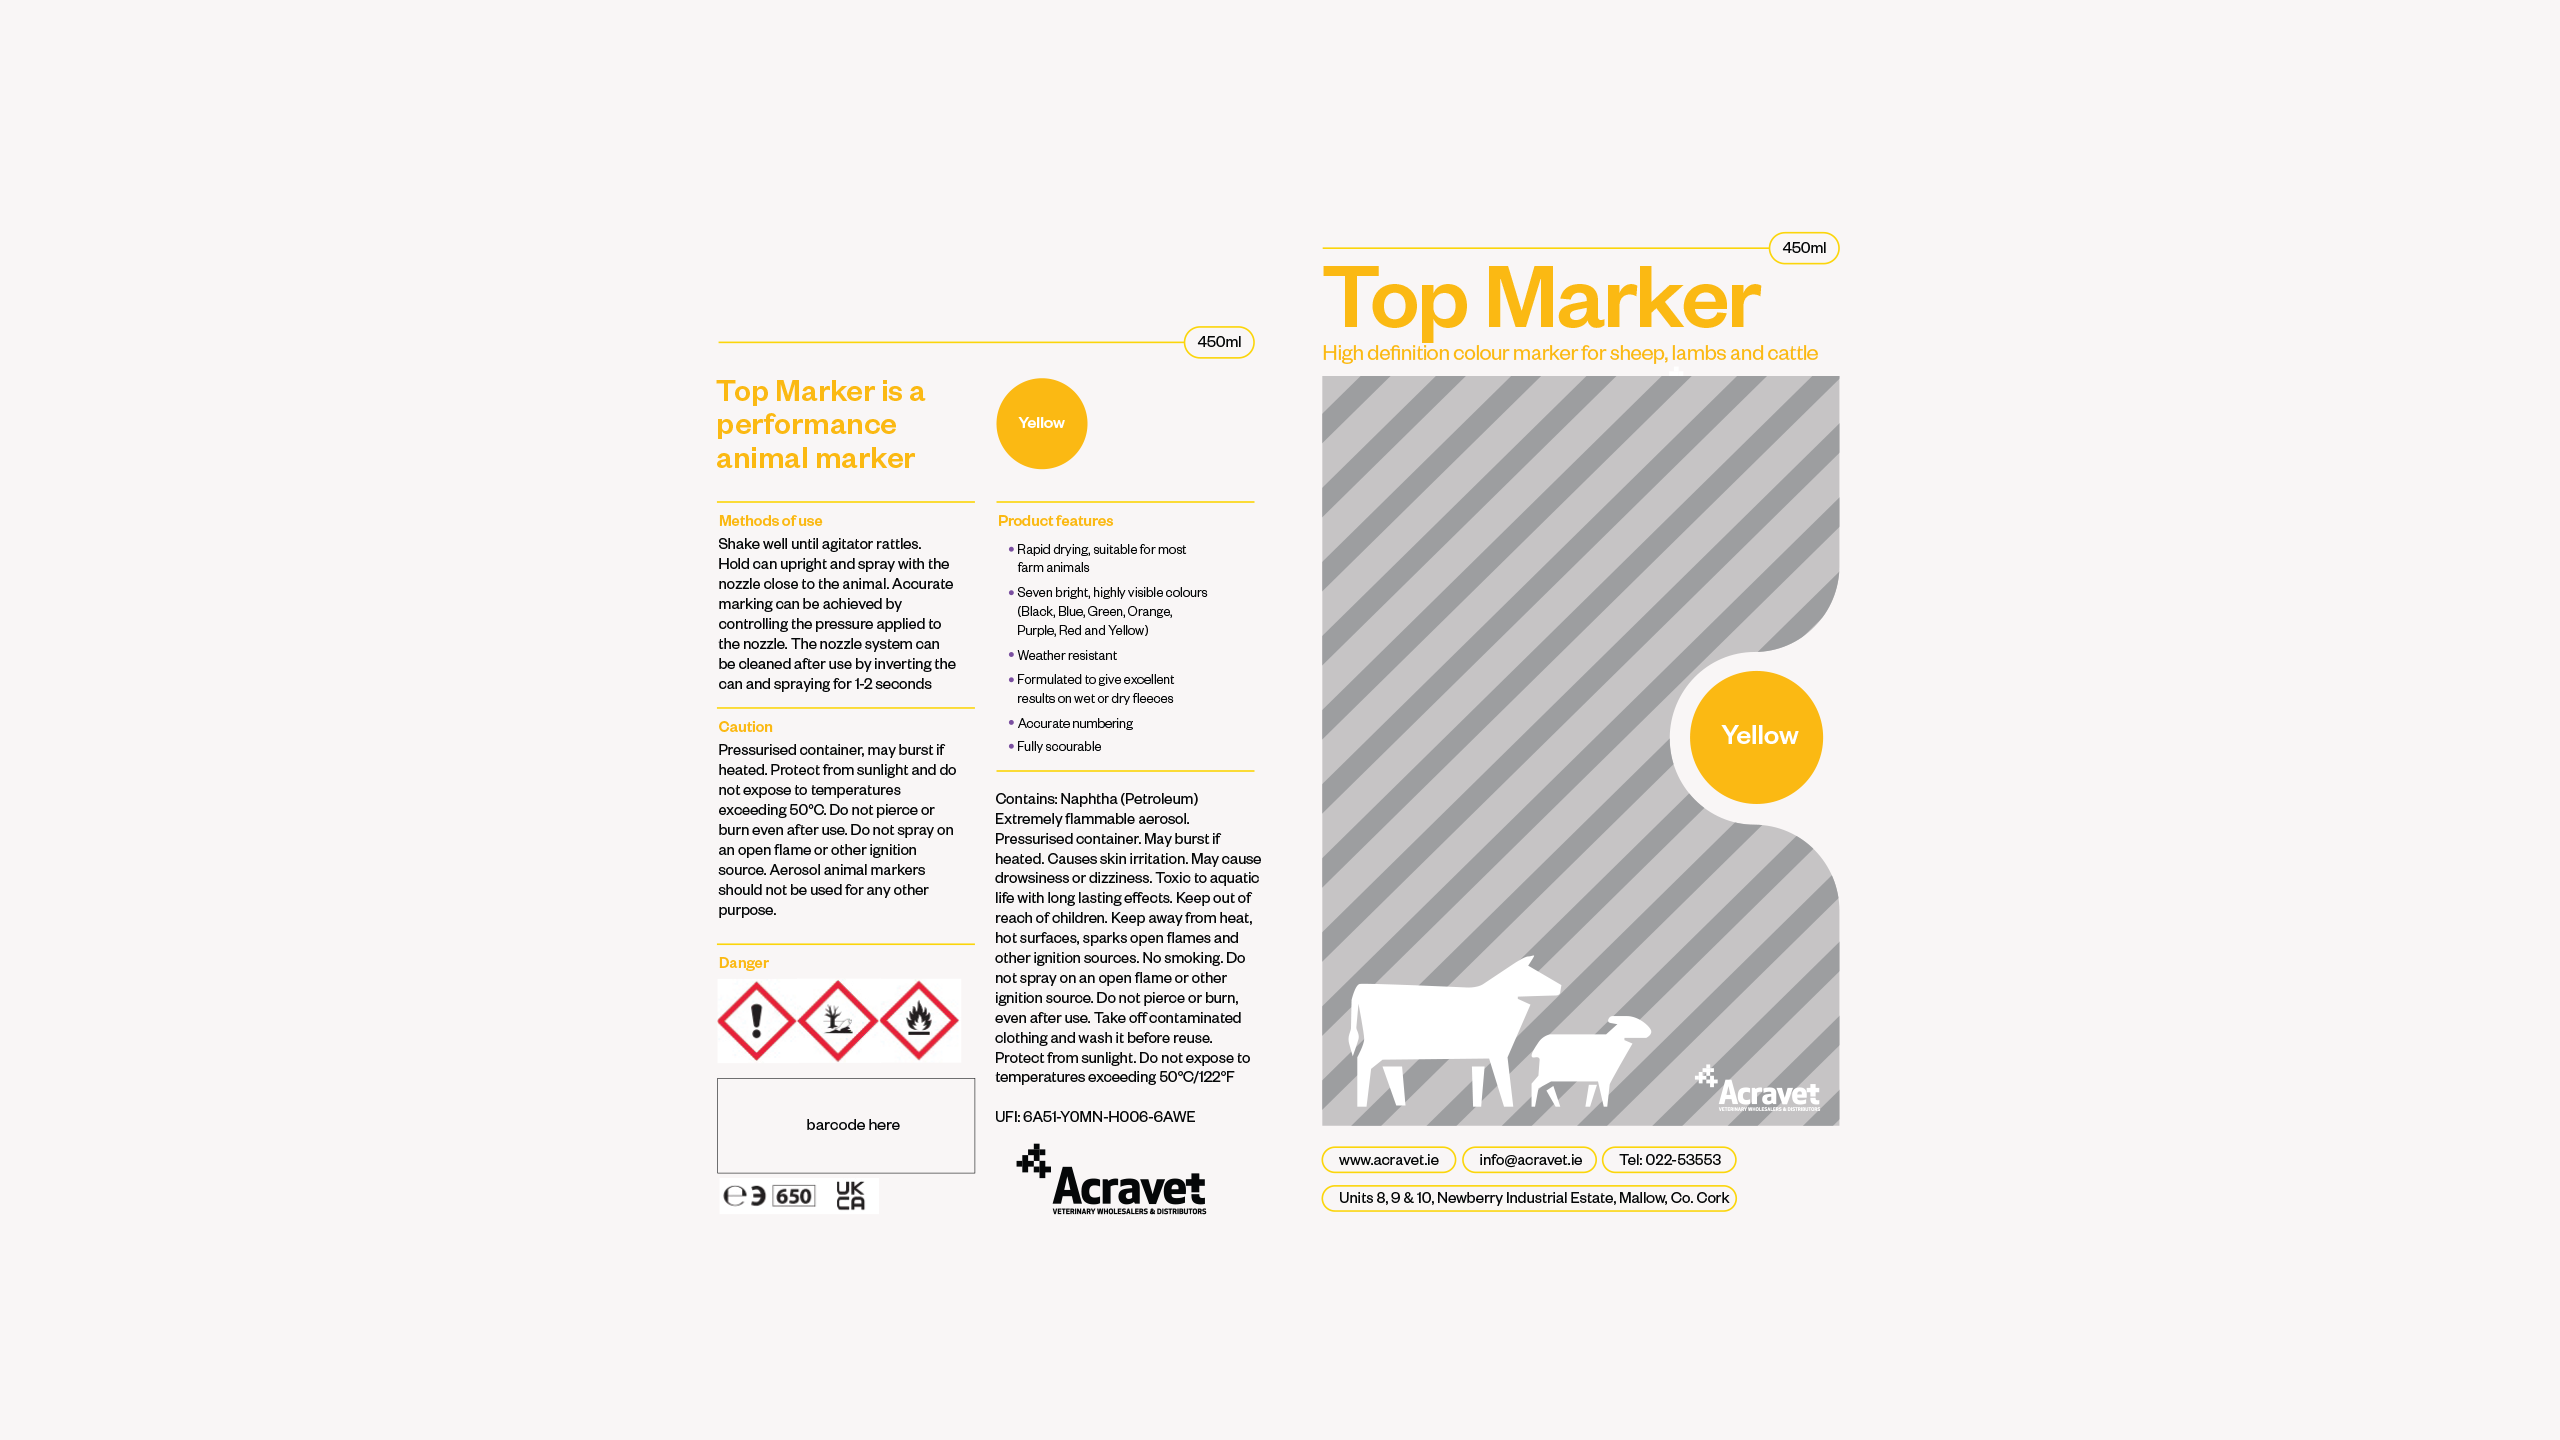 450ml
Top Marker is a
performance
animal marker
Yellow
Methods of use
Shake well until agitator rattles.
Hold can upright and spray with the
nozzle close to the animal. Accurate
marking can be achieved by
controlling the pressure applied to
the nozzle. The nozzle system can
be cleaned after use by inverting the
can and spraying for 1-2 seconds
Caution
Pressurised container, may burst if
heated. Protect from sunlight and do
not expose to temperatures
exceeding 50°C. Do not pierce or
burn even after use. Do not spray on
an open flame or other ignition
source. Aerosol animal markers
should not be used for any other
purpose.
Danger
barcode here
℮ 3 650 UK
CA
Product features
• Rapid drying, suitable for most
farm animals
• Seven bright, highly visible colours
(Black, Blue, Green, Orange,
Purple, Red and Yellow)
• Weather resistant
• Formulated to give excellent
results on wet or dry fleeces
• Accurate numbering
• Fully scourable
Contains: Naphtha (Petroleum)
Extremely flammable aerosol.
Pressurised container. May burst if
heated. Causes skin irritation. May cause
drowsiness or dizziness. Toxic to aquatic
life with long lasting effects. Keep out of
reach of children. Keep away from heat,
hot surfaces, sparks open flames and
other ignition sources. No smoking. Do
not spray on an open flame or other
ignition source. Do not pierce or burn,
even after use. Take off contaminated
clothing and wash it before reuse.
Protect from sunlight. Do not expose to
temperatures exceeding 50°C/122°F
UFI: 6A51-Y0MN-H006-6AWE
Acravet
VETERINARY WHOLESALERS & DISTRIBUTORS
450ml
Top Marker
High definition colour marker for sheep, lambs and cattle
Yellow
Acravet
VETERINARY WHOLESALERS & DISTRIBUTORS
www.acravet.ie
info@acravet.ie
Tel: 022-53553
Units 8, 9 & 10, Newberry Industrial Estate, Mallow, Co. Cork